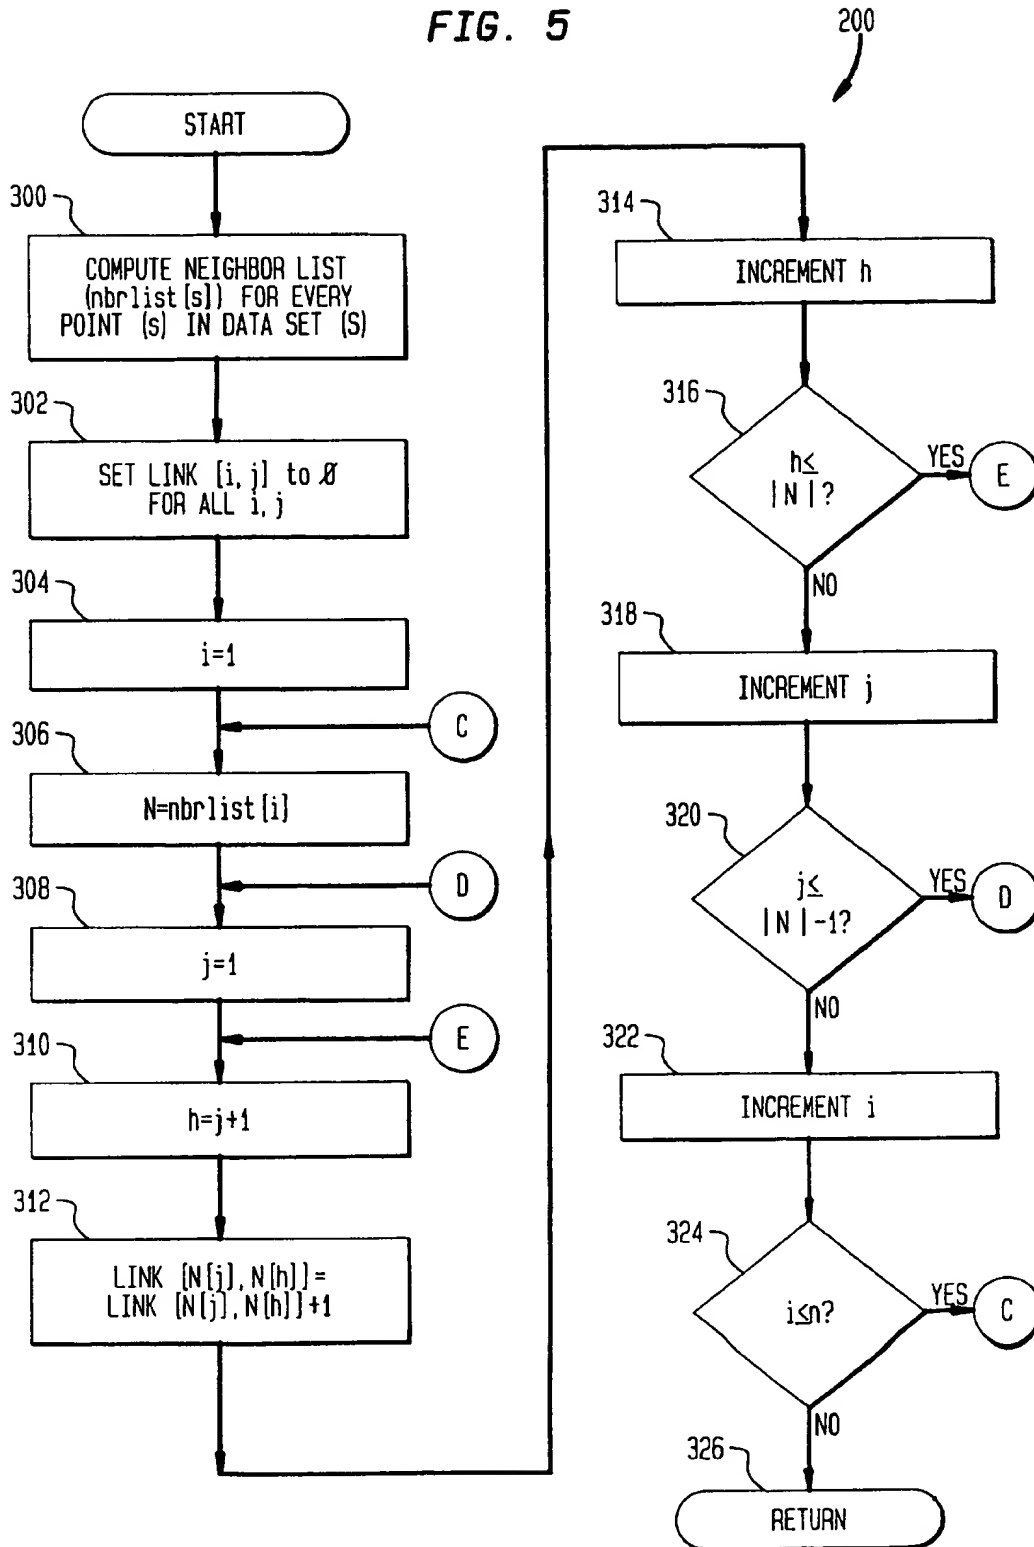 FIG. 5
200
START
300
COMPUTE NEIGHBOR LIST
(nbrlist[s]) FOR EVERY
POINT (s) IN DATA SET (S)
302
SET LINK [i,j] to 0
FOR ALL i,j
304
i=1
C
306
N=nbrlist[i]
D
308
j=1
E
310
h=j+1
312
LINK [N[j],N[h]]=
LINK [N[j],N[h]]+1
314
INCREMENT h
316
h≤
|N|?
YES
E
NO
318
INCREMENT j
320
j≤
|N|-1?
YES
D
NO
322
INCREMENT i
324
i≤n?
YES
C
NO
326
RETURN